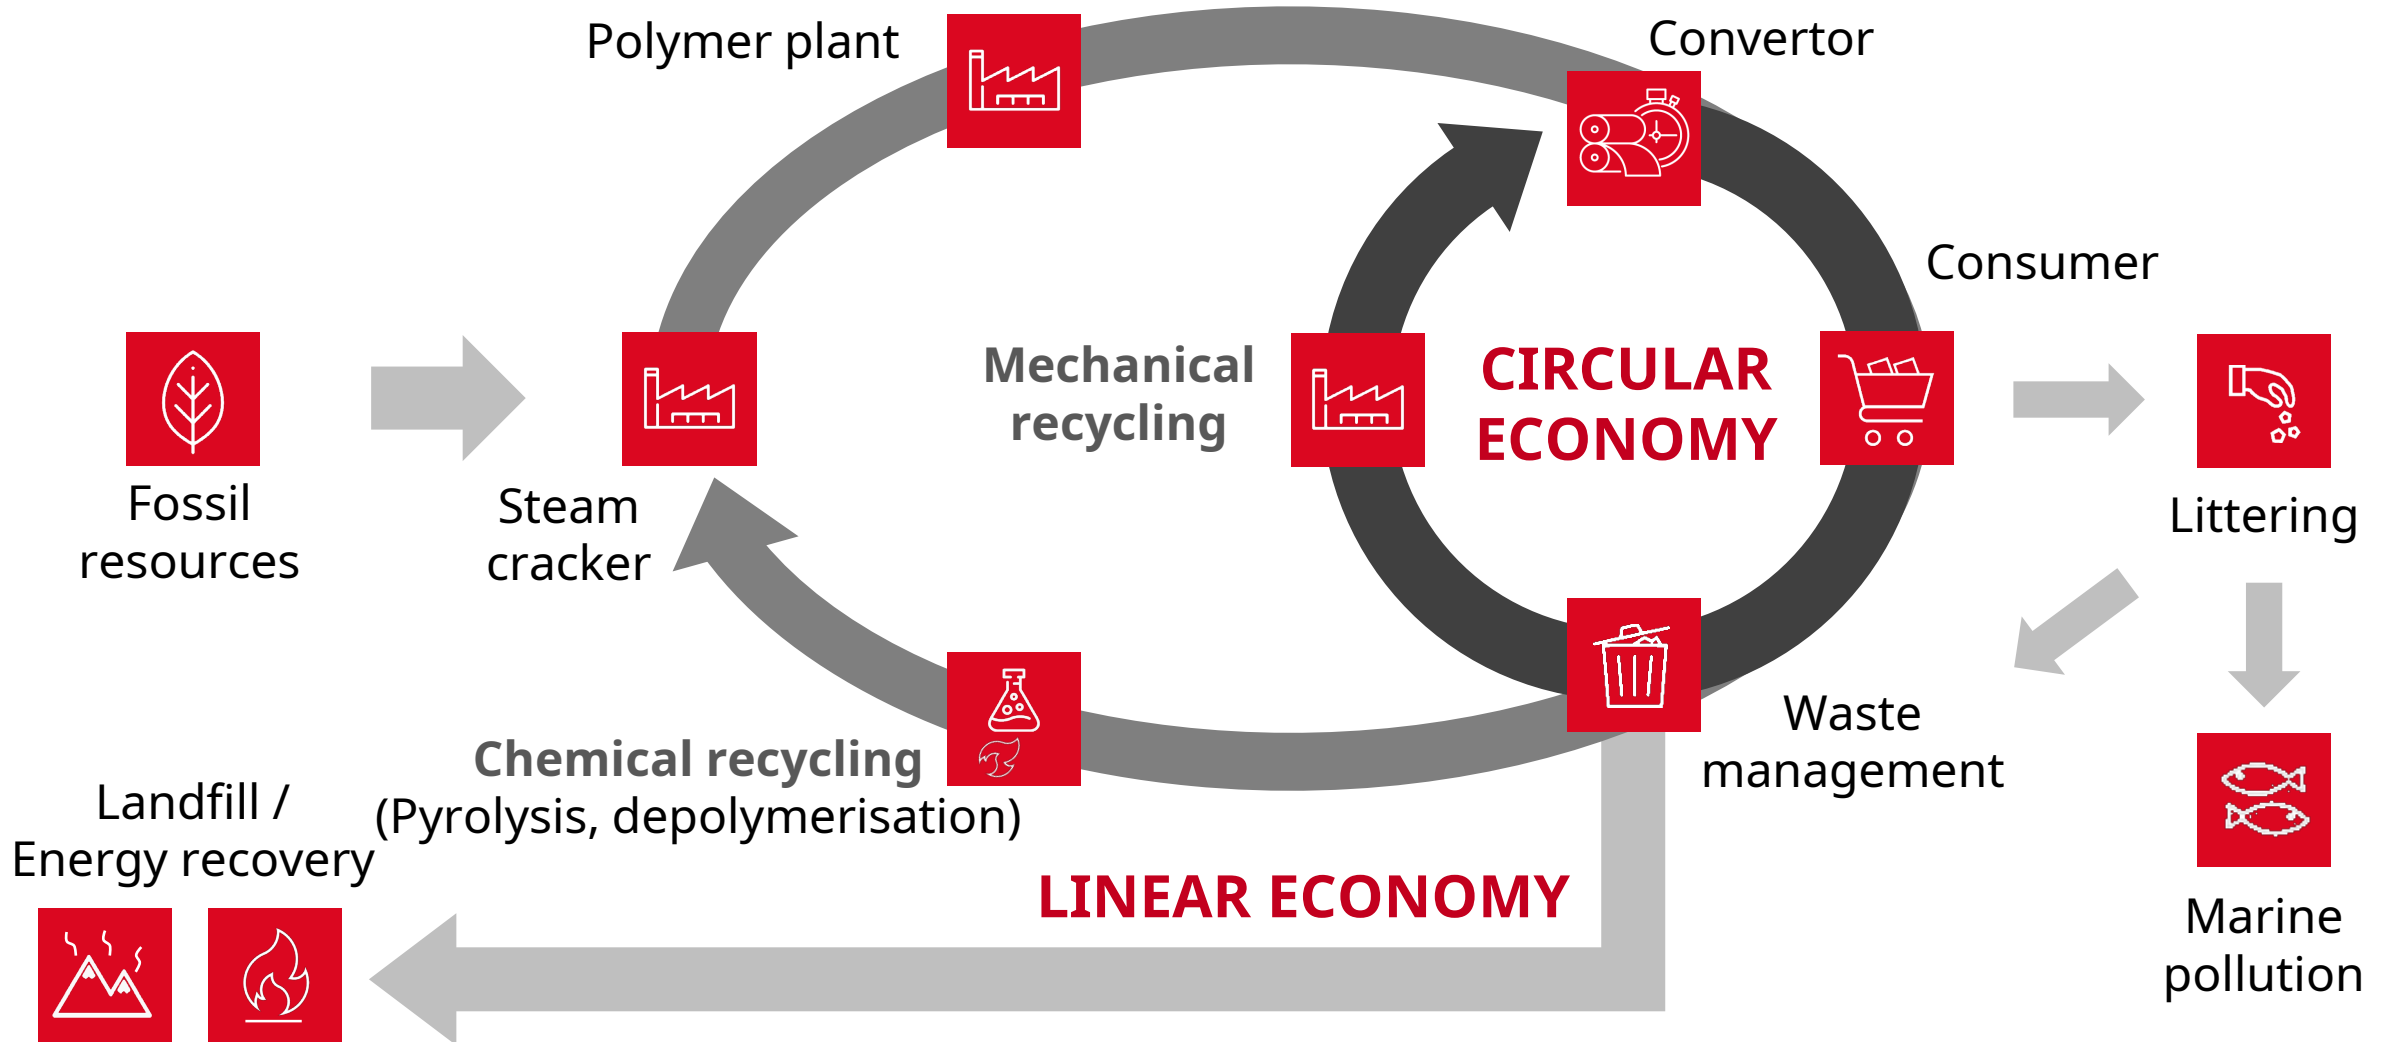 Polymer plant
Convertor
Consumer
Mechanical
recycling
CIRCULAR
ECONOMY
Fossil
resources
Steam
cracker
Littering
Waste
management
Chemical recycling
(Pyrolysis, depolymerisation)
Landfill /
Energy recovery
LINEAR ECONOMY
Marine
pollution